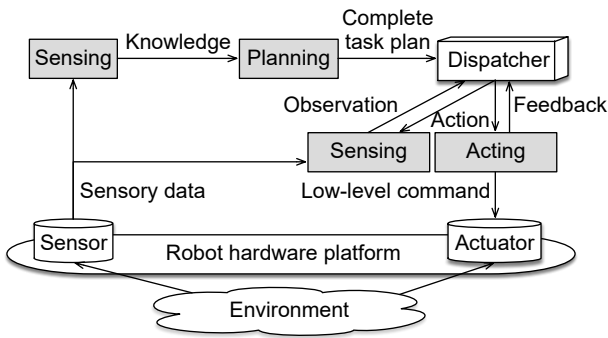 Complete
Knowledge
task plan
Sensing
Planning
Dispatcher
Observation
Feedback
Action
Sensing
Acting
Sensory data
Low-level command
Sensor
Actuator
Robot hardware platform
Environment